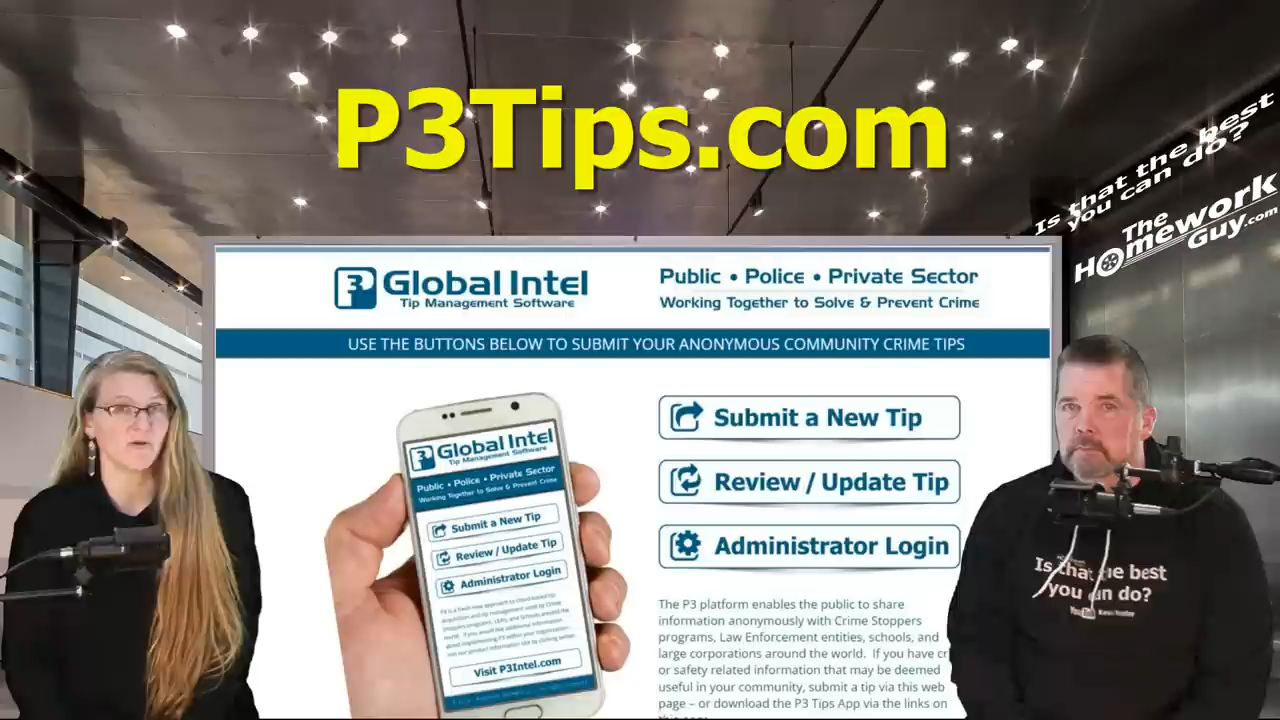 P3Tips.com
Is that the best
you can do?
The
Homework
Guy.com
P3 Global Intel
Tip Management Software
Public • Police • Private Sector
Working Together to Solve & Prevent Crime
USE THE BUTTONS BELOW TO SUBMIT YOUR ANONYMOUS COMMUNITY CRIME TIPS
Submit a New Tip
Review / Update Tip
Administrator Login
The P3 platform enables the public to share
information anonymously with Crime Stoppers
programs, Law Enforcement entities, schools, and
large corporations around the world. If you have cr
or safety related information that may be deemed
useful in your community, submit a tip via this web
page – or download the P3 Tips App via the links on
P3 Global Intel
Tip Management Software
Public • Police • Private Sector
Working Together to Solve & Prevent Crime
Submit a New Tip
Review / Update Tip
Administrator Login
Visit P3Intel.com
Is that the best
you can do?
YouTube